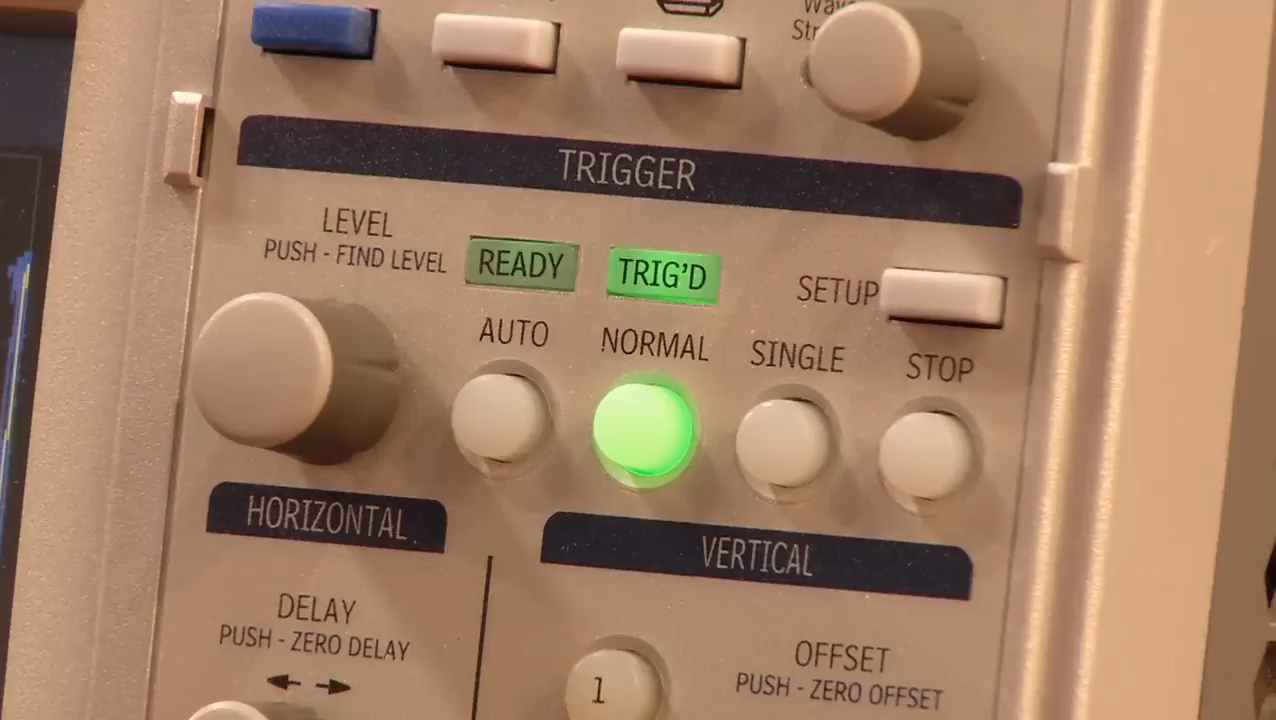 TRIGGER
LEVEL
PUSH - FIND LEVEL
READY
TRIG'D
SETUP
AUTO
NORMAL
SINGLE
STOP
HORIZONTAL
VERTICAL
DELAY
PUSH - ZERO DELAY
OFFSET
PUSH - ZERO OFFSET
1